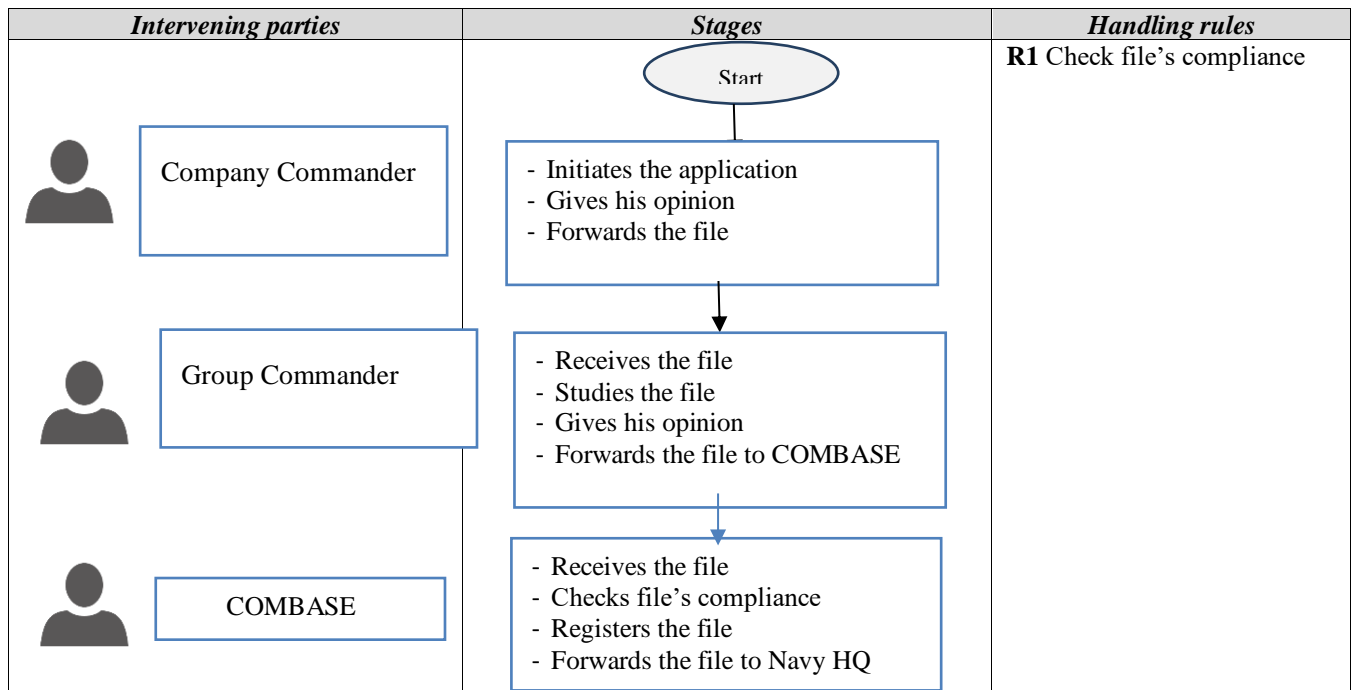 Intervening parties
Stages
Handling rules
Start
R1 Check file's compliance
Company Commander
- Initiates the application
- Gives his opinion
- Forwards the file
Group Commander
- Receives the file
- Studies the file
- Gives his opinion
- Forwards the file to COMBASE
COMBASE
- Receives the file
- Checks file's compliance
- Registers the file
- Forwards the file to Navy HQ